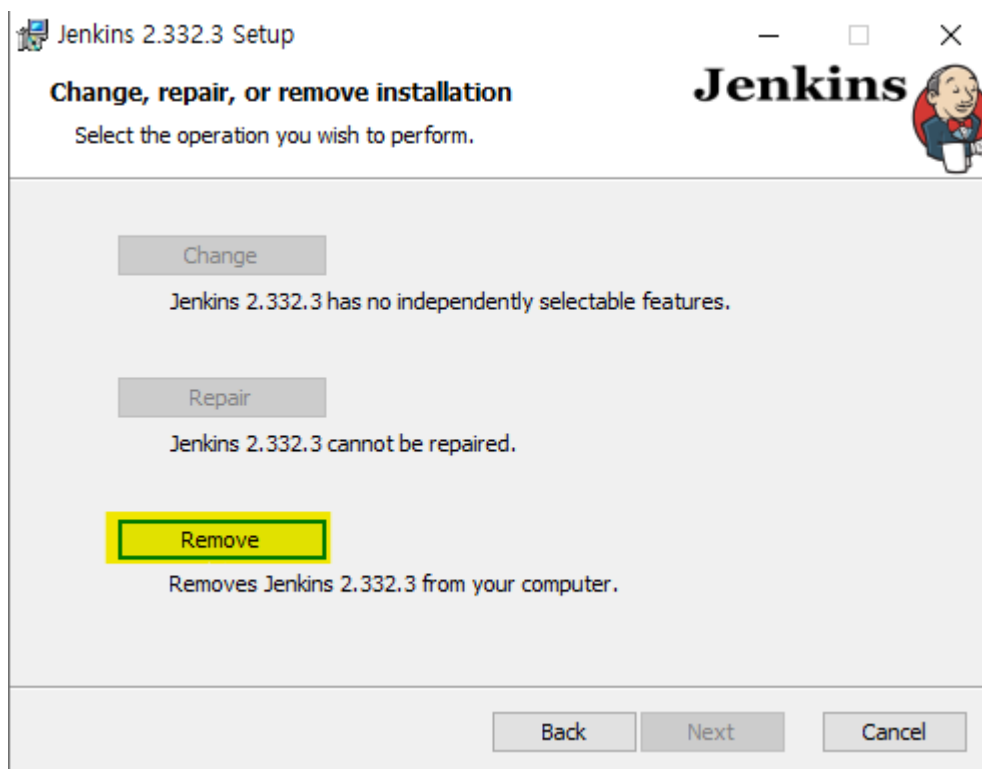 Jenkins 2.332.3 Setup
Change, repair, or remove installation
Select the operation you wish to perform.
Jenkins
Change
Jenkins 2.332.3 has no independently selectable features.
Repair
Jenkins 2.332.3 cannot be repaired.
Remove
Removes Jenkins 2.332.3 from your computer.
Back Next Cancel